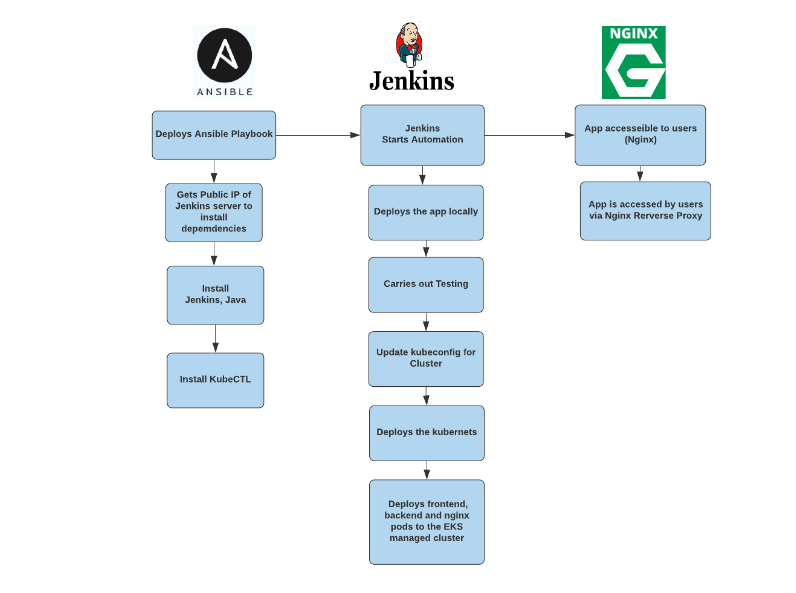 ANSIBLE
Jenkins
NGINX
Deploys Ansible Playbook
Jenkins
Starts Automation
App accesseible to users
(Nginx)
Gets Public IP of
Jenkins server to
install
depemdencies
Deploys the app locally
App is accessed by users
via Nginx Rerverse Proxy
Install
Jenkins, Java
Carries out Testing
Install KubeCTL
Update kubeconfig for
Cluster
Deploys the kubernets
Deploys frontend,
backend and nginx
pods to the EKS
managed cluster